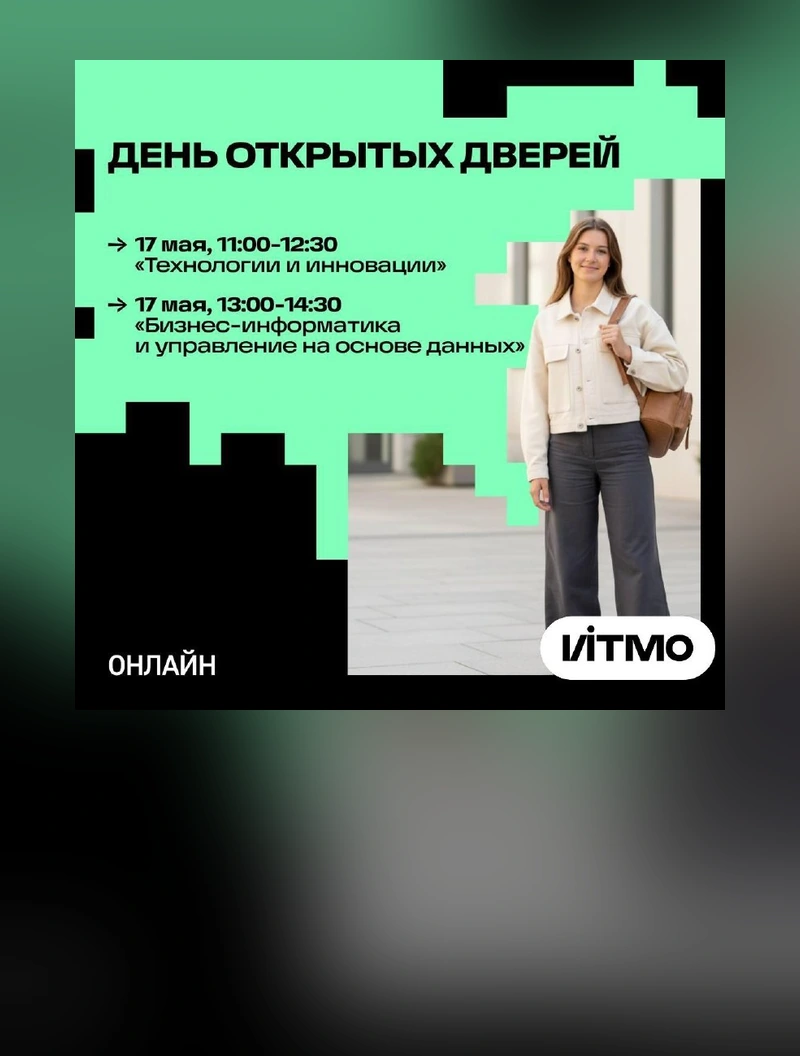 ДЕНЬ ОТКРЫТЫХ ДВЕРЕЙ
→ 17 мая, 11:00-12:30
«Технологии и инновации»
→ 17 мая, 13:00-14:30
«Бизнес-информатика
и управление на основе данных»
ОНЛАЙН
ИТМО